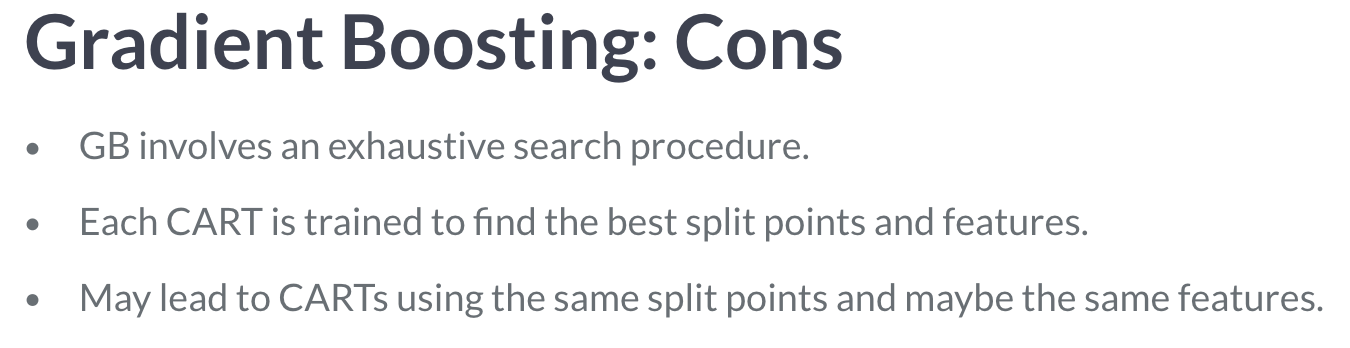 Gradient Boosting: Cons
• GB involves an exhaustive search procedure.
• Each CART is trained to find the best split points and features.
• May lead to CARTs using the same split points and maybe the same features.